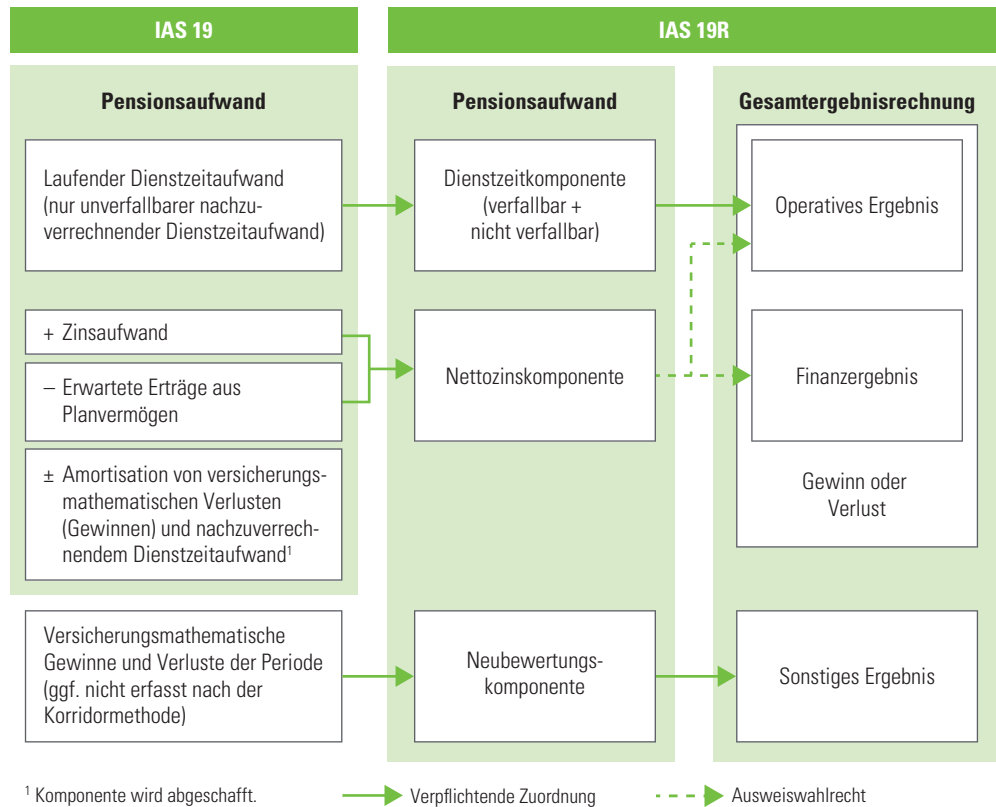 IAS 19
IAS 19R
Pensionsaufwand
Pensionsaufwand
Gesamtergebnisrechnung
Laufender Dienstzeitaufwand
(nur unverfallbarer nachzu-
verrechnender Dienstzeitaufwand)
Dienstzeitkomponente
(verfallbar +
nicht verfallbar)
Operatives Ergebnis
+ Zinsaufwand
– Erwartete Erträge aus
Planvermögen
Nettozinskomponente
Finanzergebnis
± Amortisation von versicherungs-
mathematischen Verlusten
(Gewinnen) und nachzuverrech-
nendem Dienstzeitaufwand¹
Gewinn oder
Verlust
Versicherungsmathematische
Gewinne und Verluste der Periode
(ggf. nicht erfasst nach der
Korridormethode)
Neubewertungs-
komponente
Sonstiges Ergebnis
¹ Komponente wird abgeschafft.
Verpflichtende Zuordnung
Ausweiswahlrecht